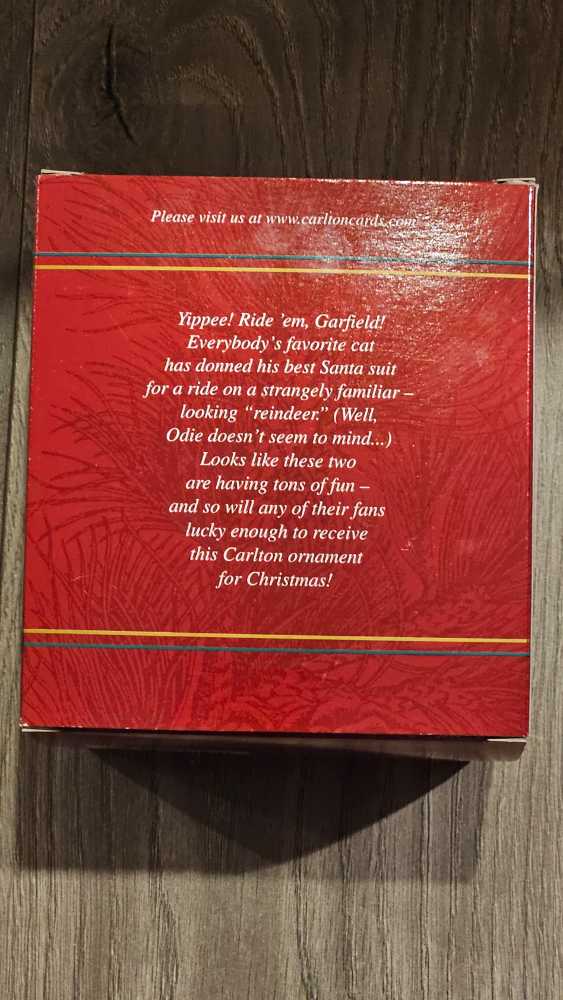 Please visit us at www.carltoncards.com
Yippee! Ride 'em, Garfield!
Everybody's favorite cat
has donned his best Santa suit
for a ride on a strangely familiar –
looking "reindeer." (Well,
Odie doesn't seem to mind...)
Looks like these two
are having tons of fun –
and so will any of their fans
lucky enough to receive
this Carlton ornament
for Christmas!